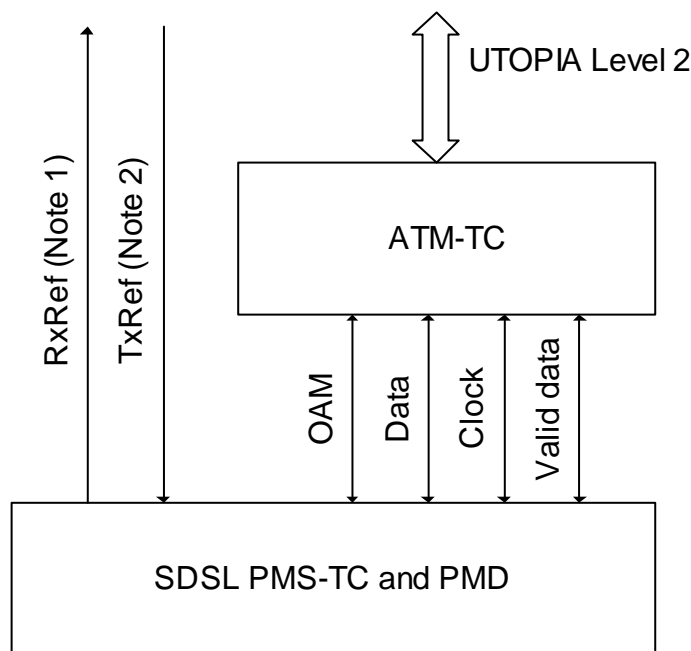 UTOPIA Level 2
RxRef (Note 1)
TxRef (Note 2)
ATM-TC
OAM
Data
Clock
Valid data
SDSL PMS-TC and PMD